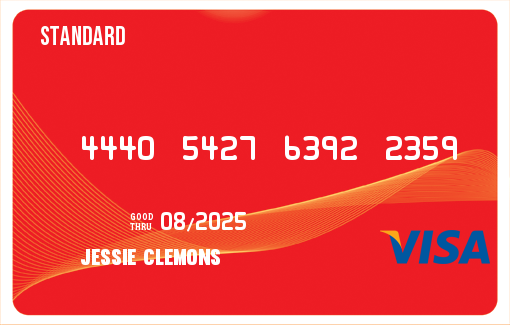 STANDARD
4440 5427 6392 2359
GOOD THRU 08/2025
JESSIE CLEMONS
VISA